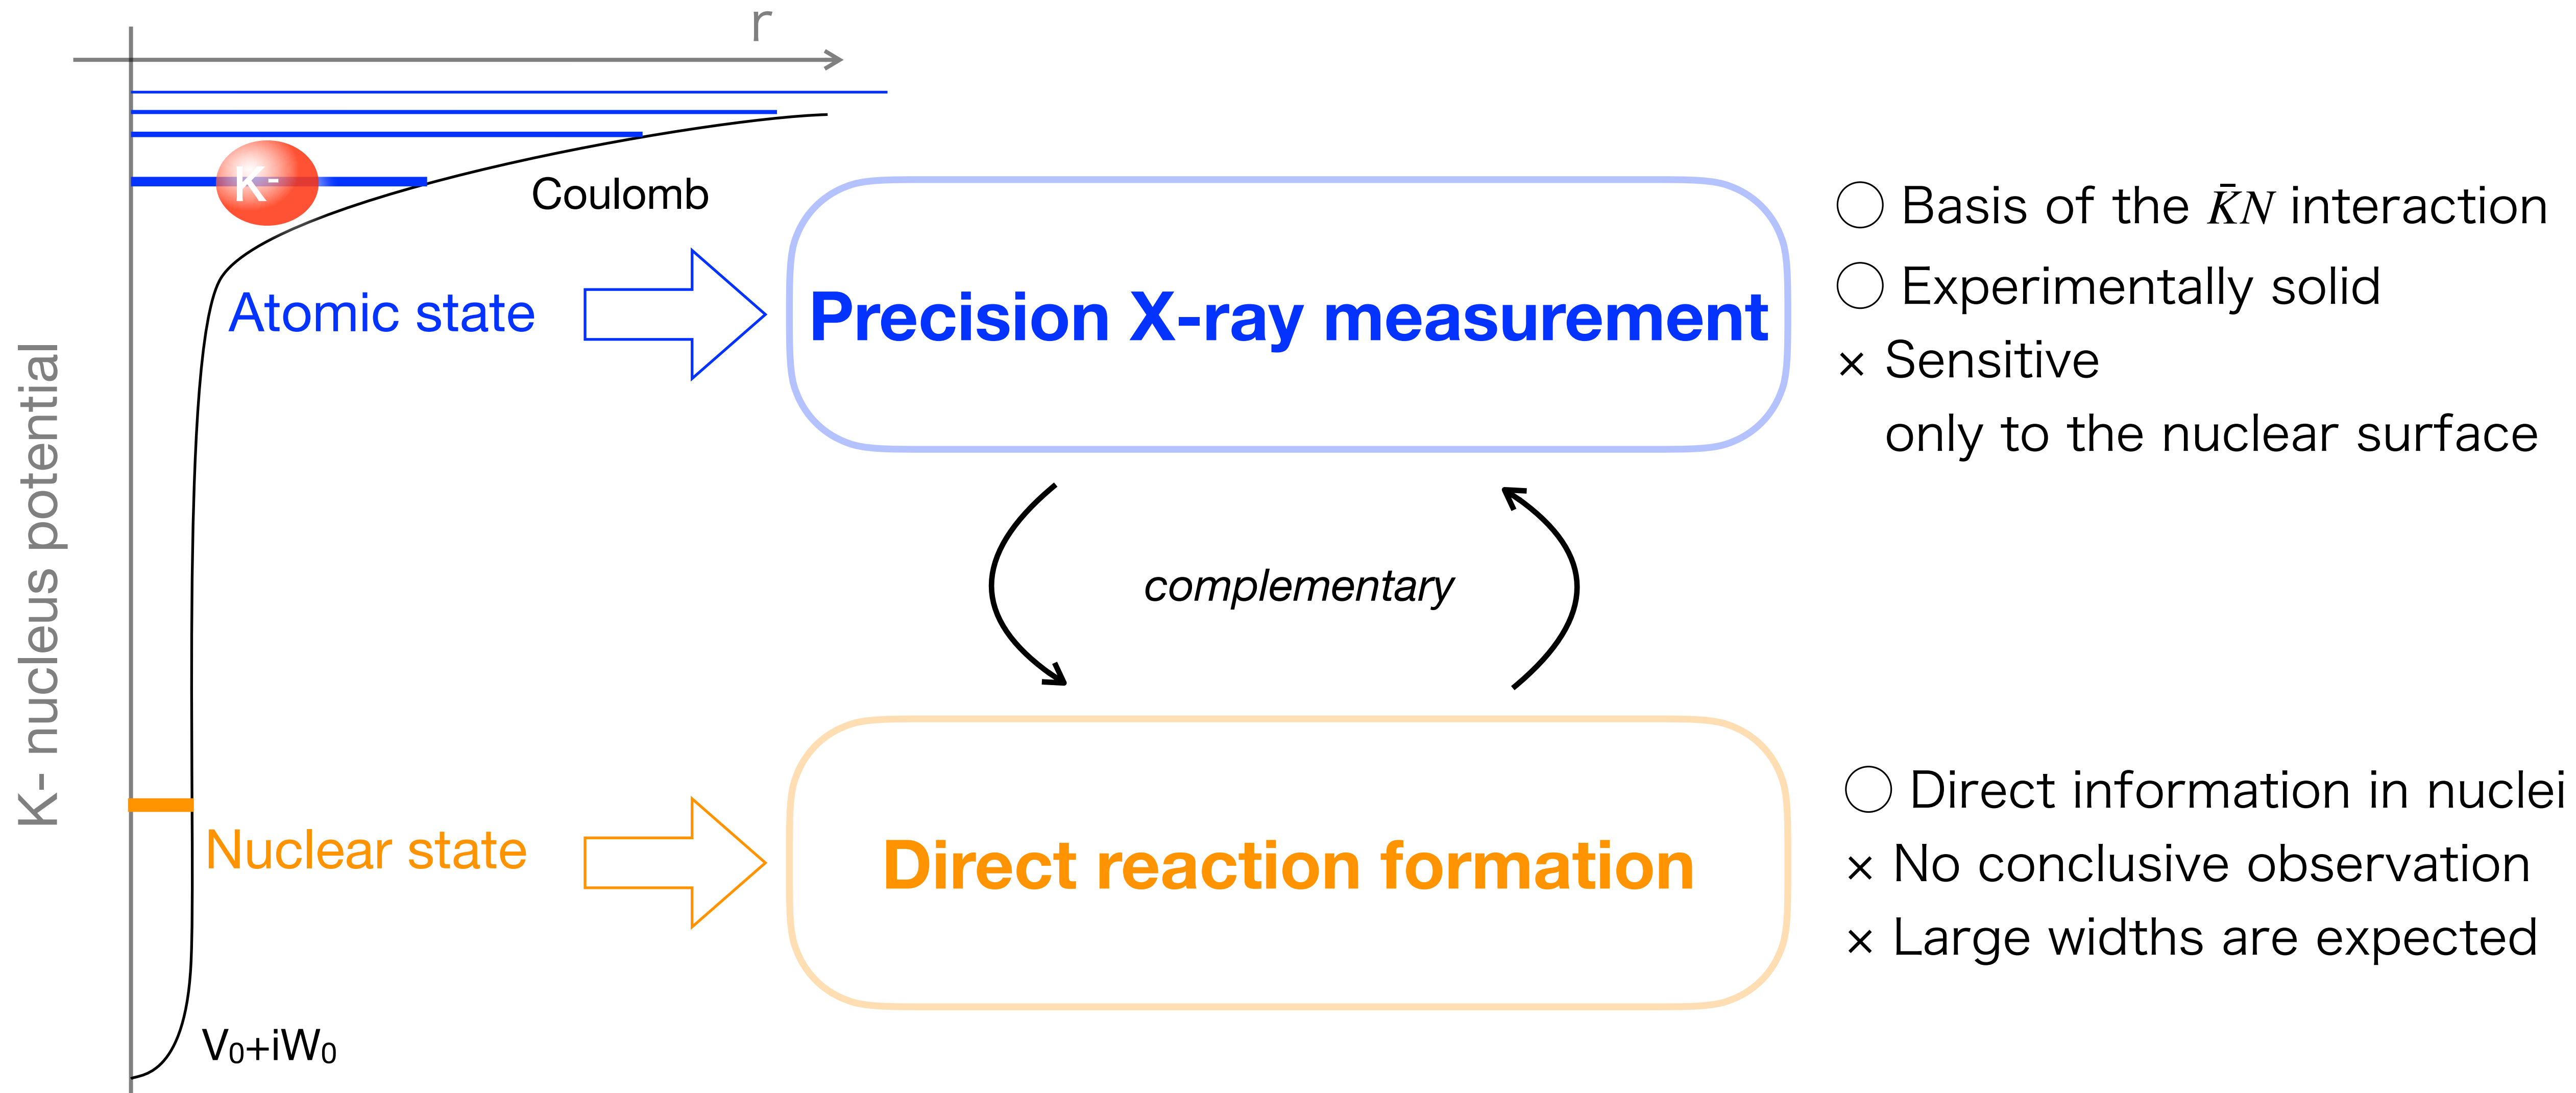 r
K- nucleus potential
K-
Coulomb
Atomic state
Precision X-ray measurement
◯ Basis of the K̄N interaction
◯ Experimentally solid
× Sensitive
only to the nuclear surface
complementary
Nuclear state
Direct reaction formation
◯ Direct information in nuclei
× No conclusive observation
× Large widths are expected
V₀+iW₀